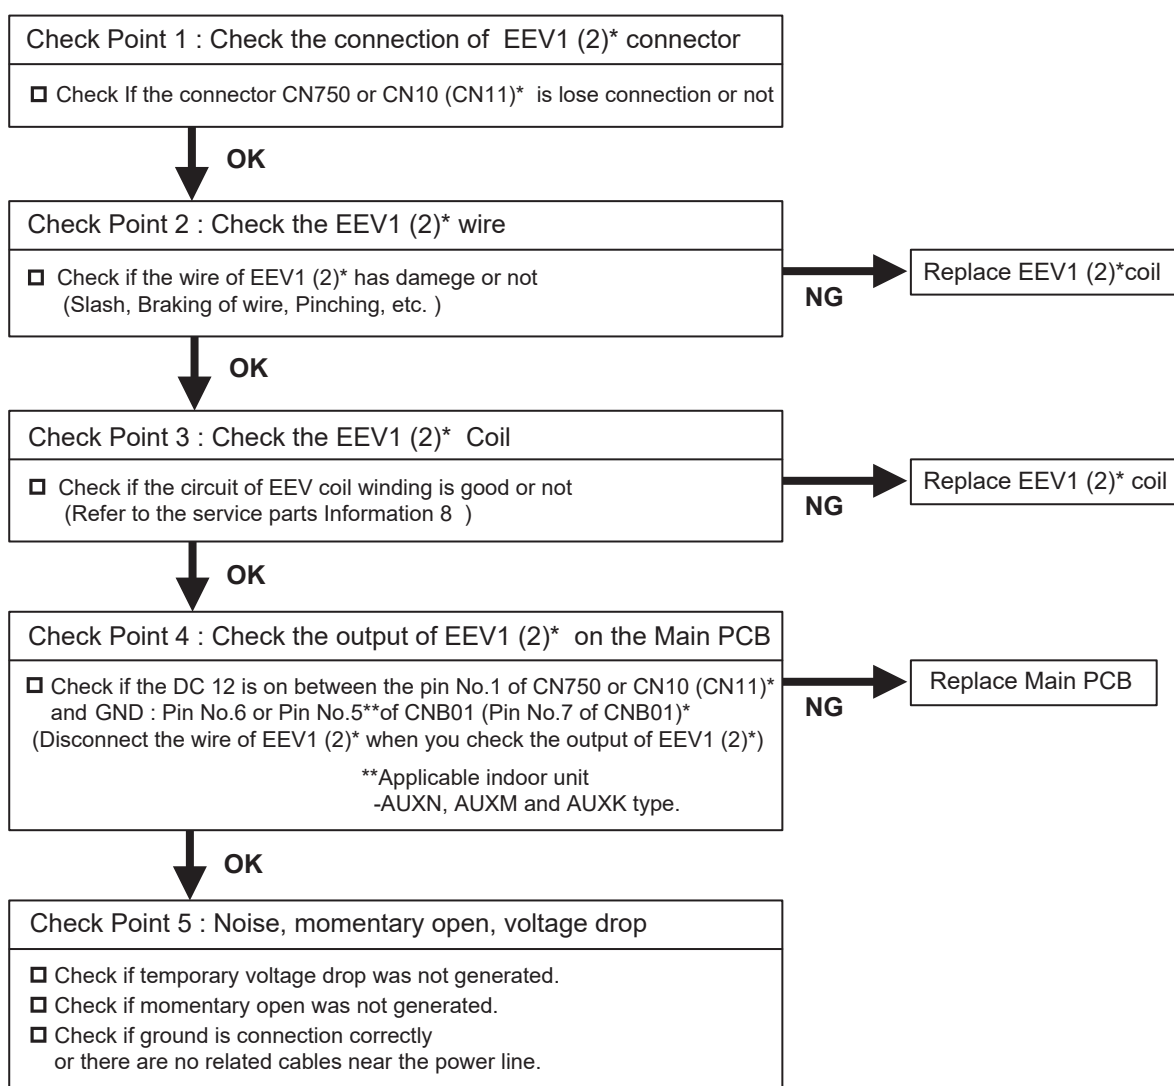 Check Point 1 : Check the connection of EEV1 (2)* connector
Check If the connector CN750 or CN10 (CN11)* is lose connection or not
OK
Check Point 2 : Check the EEV1 (2)* wire
Check if the wire of EEV1 (2)* has damege or not
(Slash, Braking of wire, Pinching, etc. )
NG
Replace EEV1 (2)*coil
OK
Check Point 3 : Check the EEV1 (2)* Coil
Check if the circuit of EEV coil winding is good or not
(Refer to the service parts Information 8 )
NG
Replace EEV1 (2)* coil
OK
Check Point 4 : Check the output of EEV1 (2)* on the Main PCB
Check if the DC 12 is on between the pin No.1 of CN750 or CN10 (CN11)*
and GND : Pin No.6 or Pin No.5**of CNB01 (Pin No.7 of CNB01)*
(Disconnect the wire of EEV1 (2)* when you check the output of EEV1 (2)*)
**Applicable indoor unit
-AUXN, AUXM and AUXK type.
NG
Replace Main PCB
OK
Check Point 5 : Noise, momentary open, voltage drop
Check if temporary voltage drop was not generated.
Check if momentary open was not generated.
Check if ground is connection correctly
or there are no related cables near the power line.